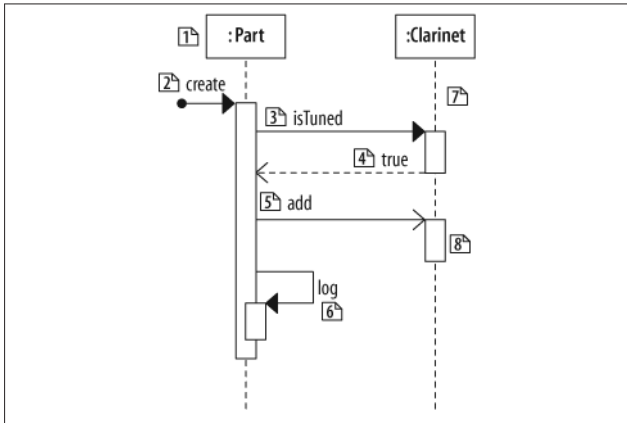 1 :Part :Clarinet
2 create
7
3 isTuned
4 true
5 add
8
log
6